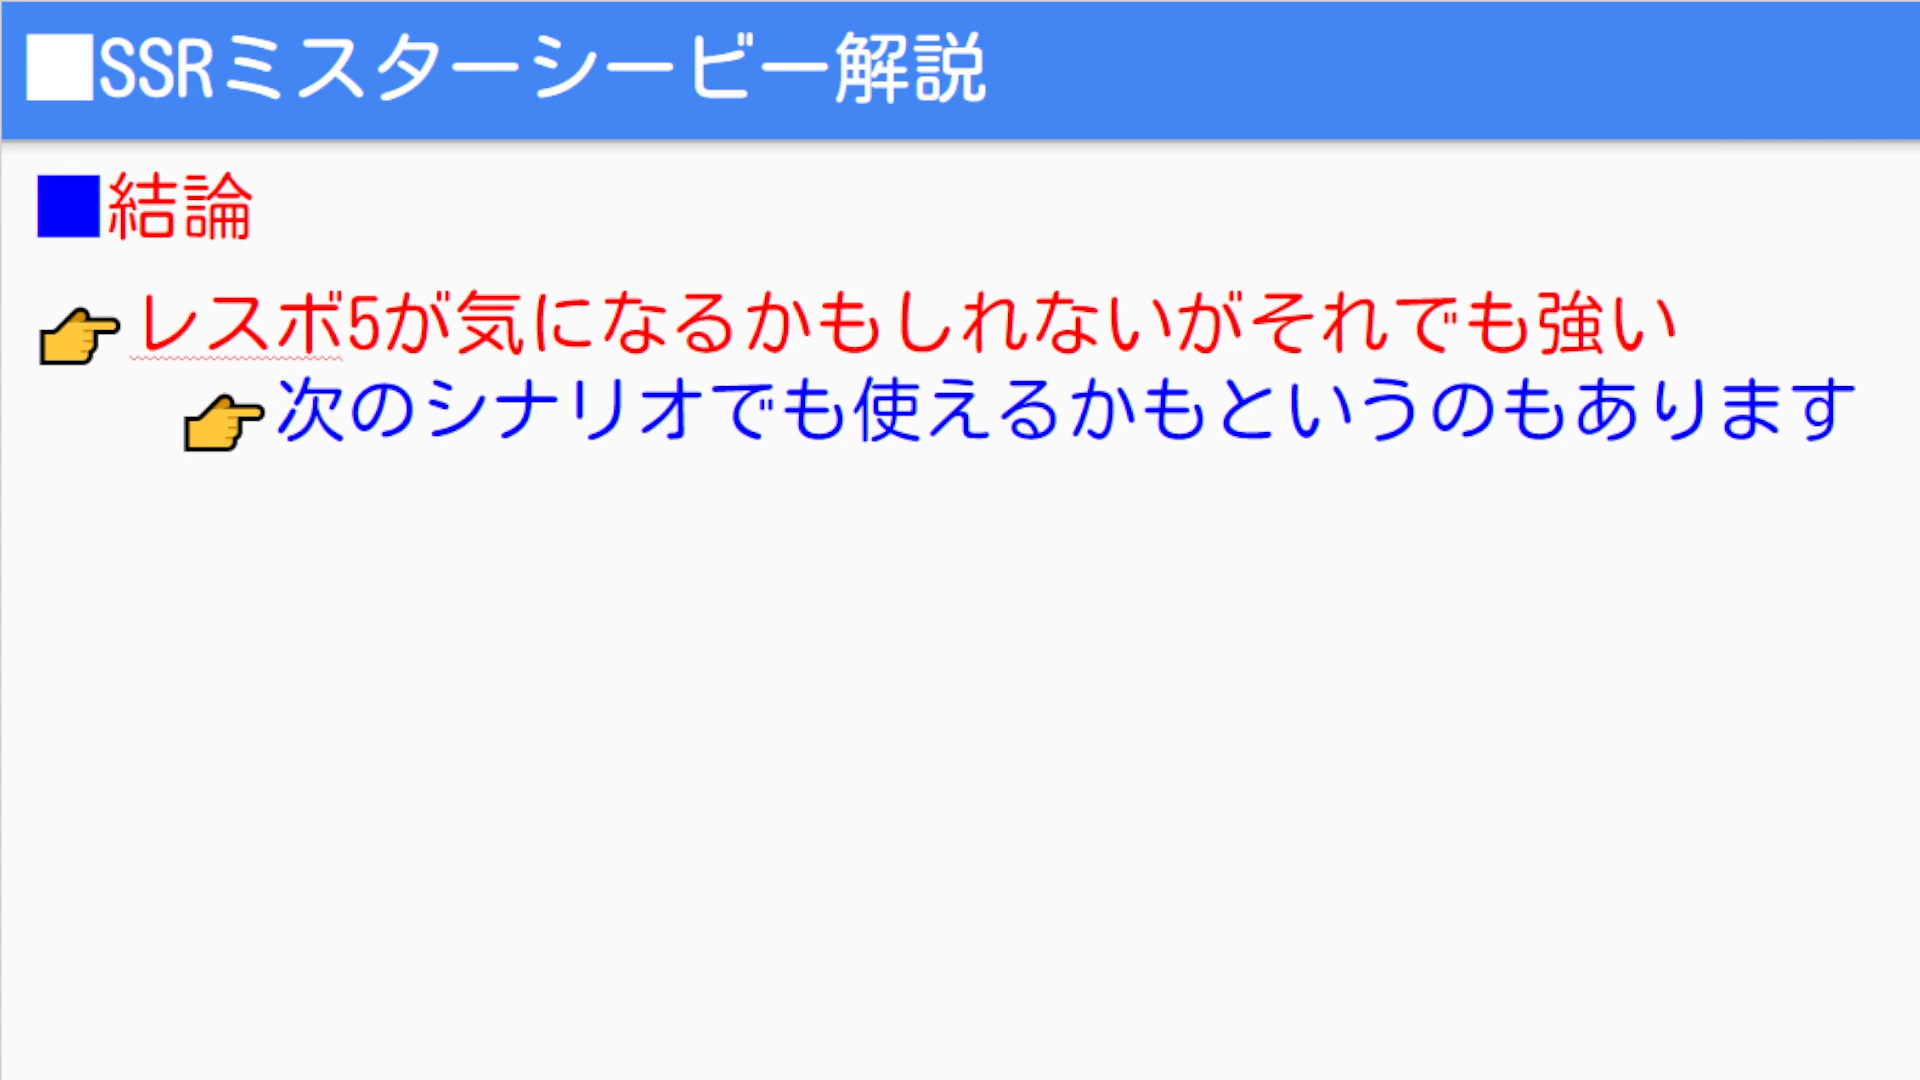 ■SSRミスターシービー解説
■結論
👉レスボ5が気になるかもしれないがそれでも強い
👉次のシナリオでも使えるかもというのもあります